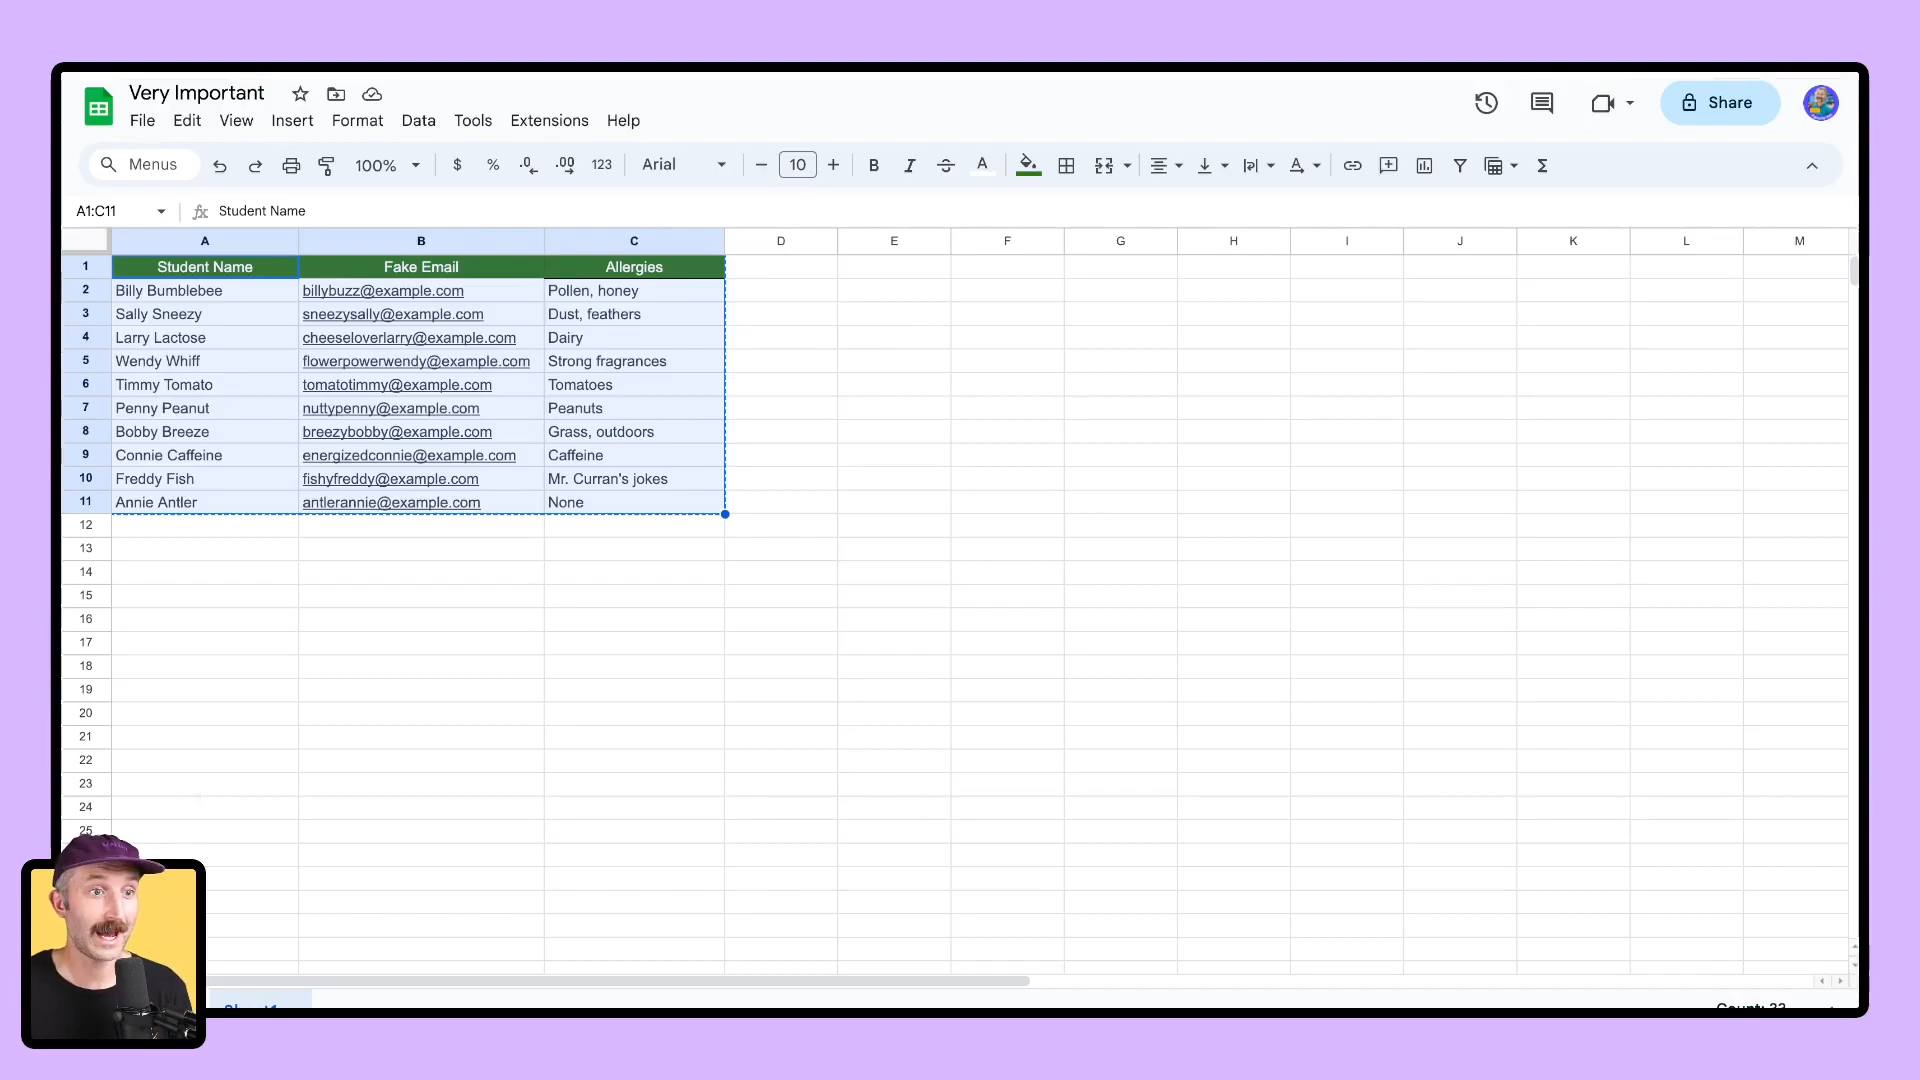 Very Important
File Edit View Insert Format Data Tools Extensions Help
Share
Menus 100% $ % .0 .00 123 Arial 10 B I A
A1:C11 fx Student Name
A B C D E F G H I J K L M
1 Student Name Fake Email Allergies
2 Billy Bumblebee billybuzz@example.com Pollen, honey
3 Sally Sneezy sneezysally@example.com Dust, feathers
4 Larry Lactose cheeseloverlarry@example.com Dairy
5 Wendy Whiff flowerpowerwendy@example.com Strong fragrances
6 Timmy Tomato tomatotimmy@example.com Tomatoes
7 Penny Peanut nuttypenny@example.com Peanuts
8 Bobby Breeze breezybobby@example.com Grass, outdoors
9 Connie Caffeine energizedconnie@example.com Caffeine
10 Freddy Fish fishyfreddy@example.com Mr. Curran's jokes
11 Annie Antler antlerannie@example.com None
12
13
14
15
16
17
18
19
20
21
22
23
24
25
Sheet1 Count: 33